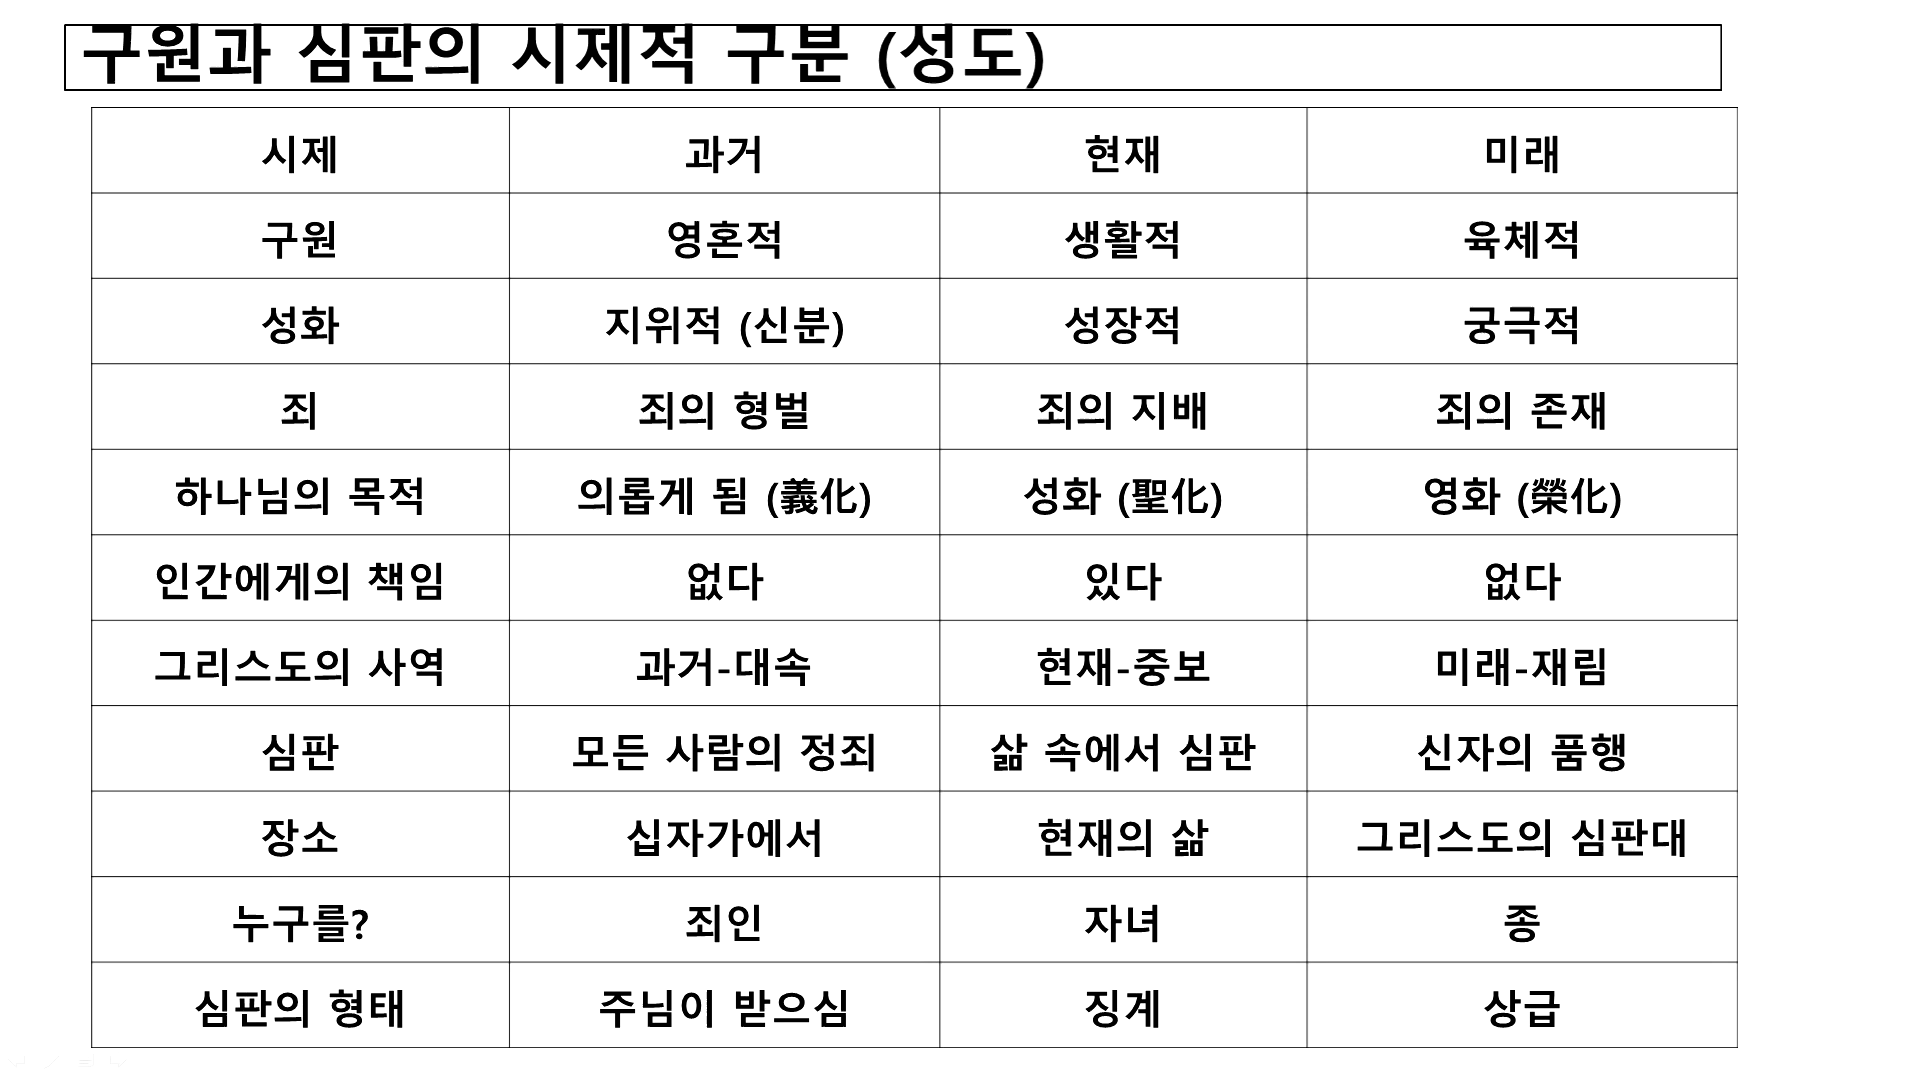 구원과 심판의 시제적 구분 (성도)
시제 과거 현재 미래
구원 영혼적 생활적 육체적
성화 지위적 (신분) 성장적 궁극적
죄 죄의 형벌 죄의 지배 죄의 존재
하나님의 목적 의롭게 됨 (義化) 성화 (聖化) 영화 (榮化)
인간에게의 책임 없다 있다 없다
그리스도의 사역 과거-대속 현재-중보 미래-재림
심판 모든 사람의 정죄 삶 속에서 심판 신자의 품행
장소 십자가에서 현재의 삶 그리스도의 심판대
누구를? 죄인 자녀 종
심판의 형태 주님이 받으심 징계 상급